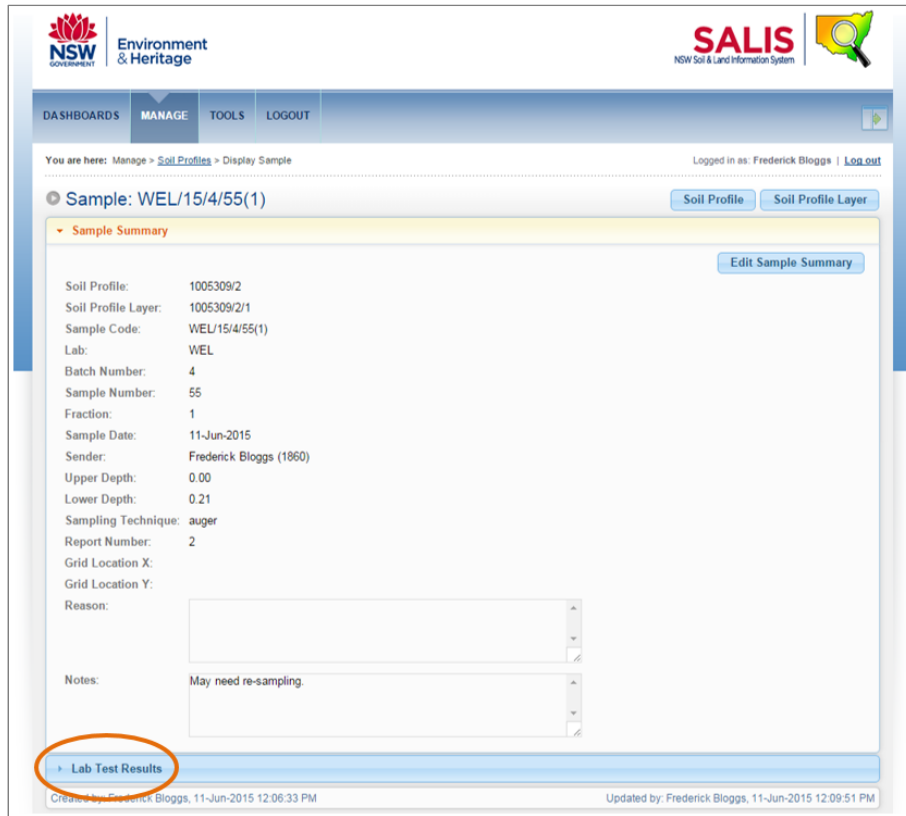 NSW
GOVERNMENT
Environment
& Heritage
SALIS
NSW Soil & Land Information System
DASHBOARDS MANAGE TOOLS LOGOUT
You are here: Manage > Soil Profiles > Display Sample
Logged in as: Frederick Bloggs | Log out
Sample: WEL/15/4/55(1)
Soil Profile Soil Profile Layer
Sample Summary
Edit Sample Summary
Soil Profile: 1005309/2
Soil Profile Layer: 1005309/2/1
Sample Code: WEL/15/4/55(1)
Lab: WEL
Batch Number: 4
Sample Number: 55
Fraction: 1
Sample Date: 11-Jun-2015
Sender: Frederick Bloggs (1860)
Upper Depth: 0.00
Lower Depth: 0.21
Sampling Technique: auger
Report Number: 2
Grid Location X:
Grid Location Y:
Reason:
Notes: May need re-sampling.
Lab Test Results
Created by: Frederick Bloggs, 11-Jun-2015 12:06:33 PM
Updated by: Frederick Bloggs, 11-Jun-2015 12:09:51 PM